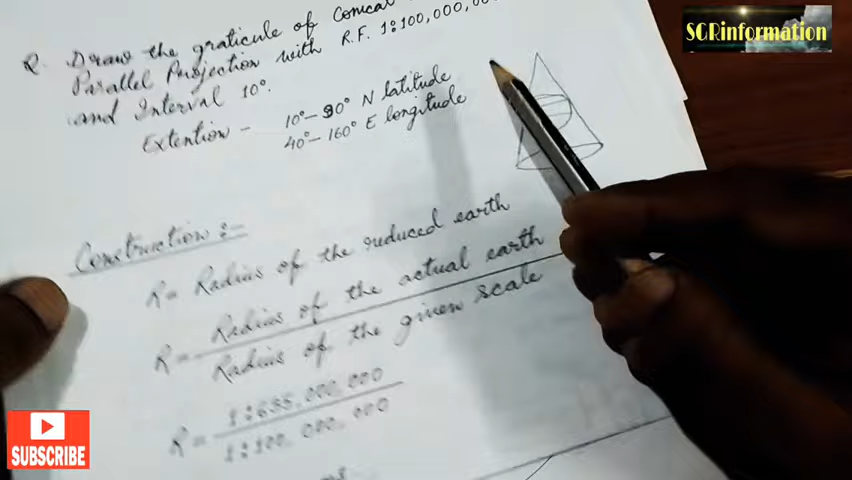 SCRinformation
Q. Draw the graticule of Conical
Parallel Projection with R.F. 1:100,000,00
and Interval 10°.
Extention - 10°-90° N latitude
40°-160° E longitude
Construction :-
R = Radius of the reduced earth
R = Radius of the actual earth
Radius of the given scale
R = 1:635,000,000
1:100,000,000
SUBSCRIBE